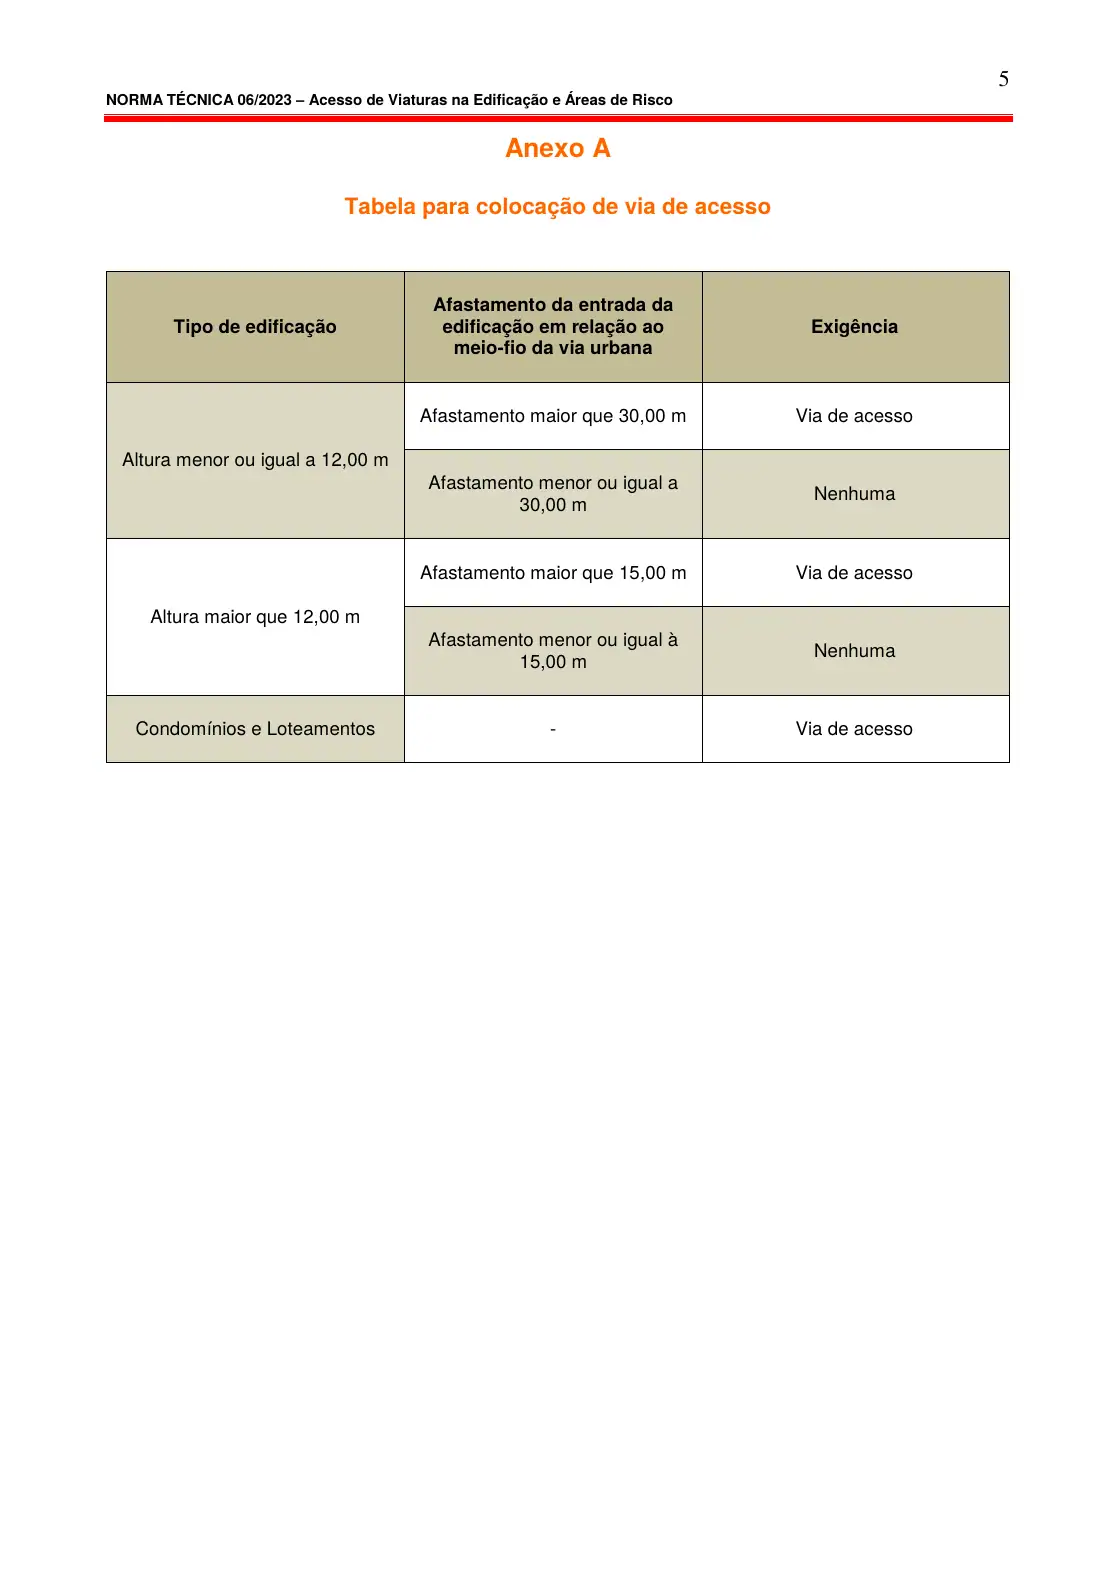 5
NORMA TÉCNICA 06/2023 – Acesso de Viaturas na Edificação e Áreas de Risco
Anexo A
Tabela para colocação de via de acesso
Tipo de edificação
Afastamento da entrada da
edificação em relação ao
meio-fio da via urbana
Exigência
Altura menor ou igual a 12,00 m
Afastamento maior que 30,00 m
Via de acesso
Afastamento menor ou igual a
30,00 m
Nenhuma
Altura maior que 12,00 m
Afastamento maior que 15,00 m
Via de acesso
Afastamento menor ou igual à
15,00 m
Nenhuma
Condomínios e Loteamentos
-
Via de acesso